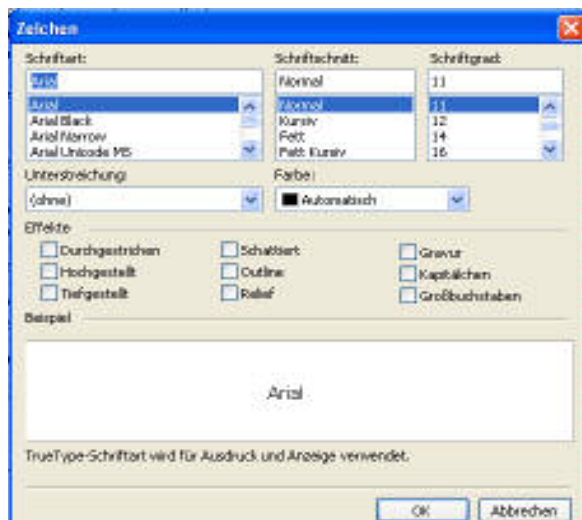 Zeichen
Schriftart: Schriftschnitt: Schriftgrad:
Arial Normal 11
Arial Normal 11
Arial Black Kursiv 12
Arial Narrow Fett 14
Arial Unicode MS Fett Kursiv 16
Unterstreichung: Farbe:
(ohne) Automatisch
Effekte
Durchgestrichen Schattiert Gravur
Hochgestellt Outline Kapitälchen
Tiefgestellt Relief Großbuchstaben
Beispiel
Arial
TrueType-Schriftart wird für Ausdruck und Anzeige verwendet.
OK Abbrechen